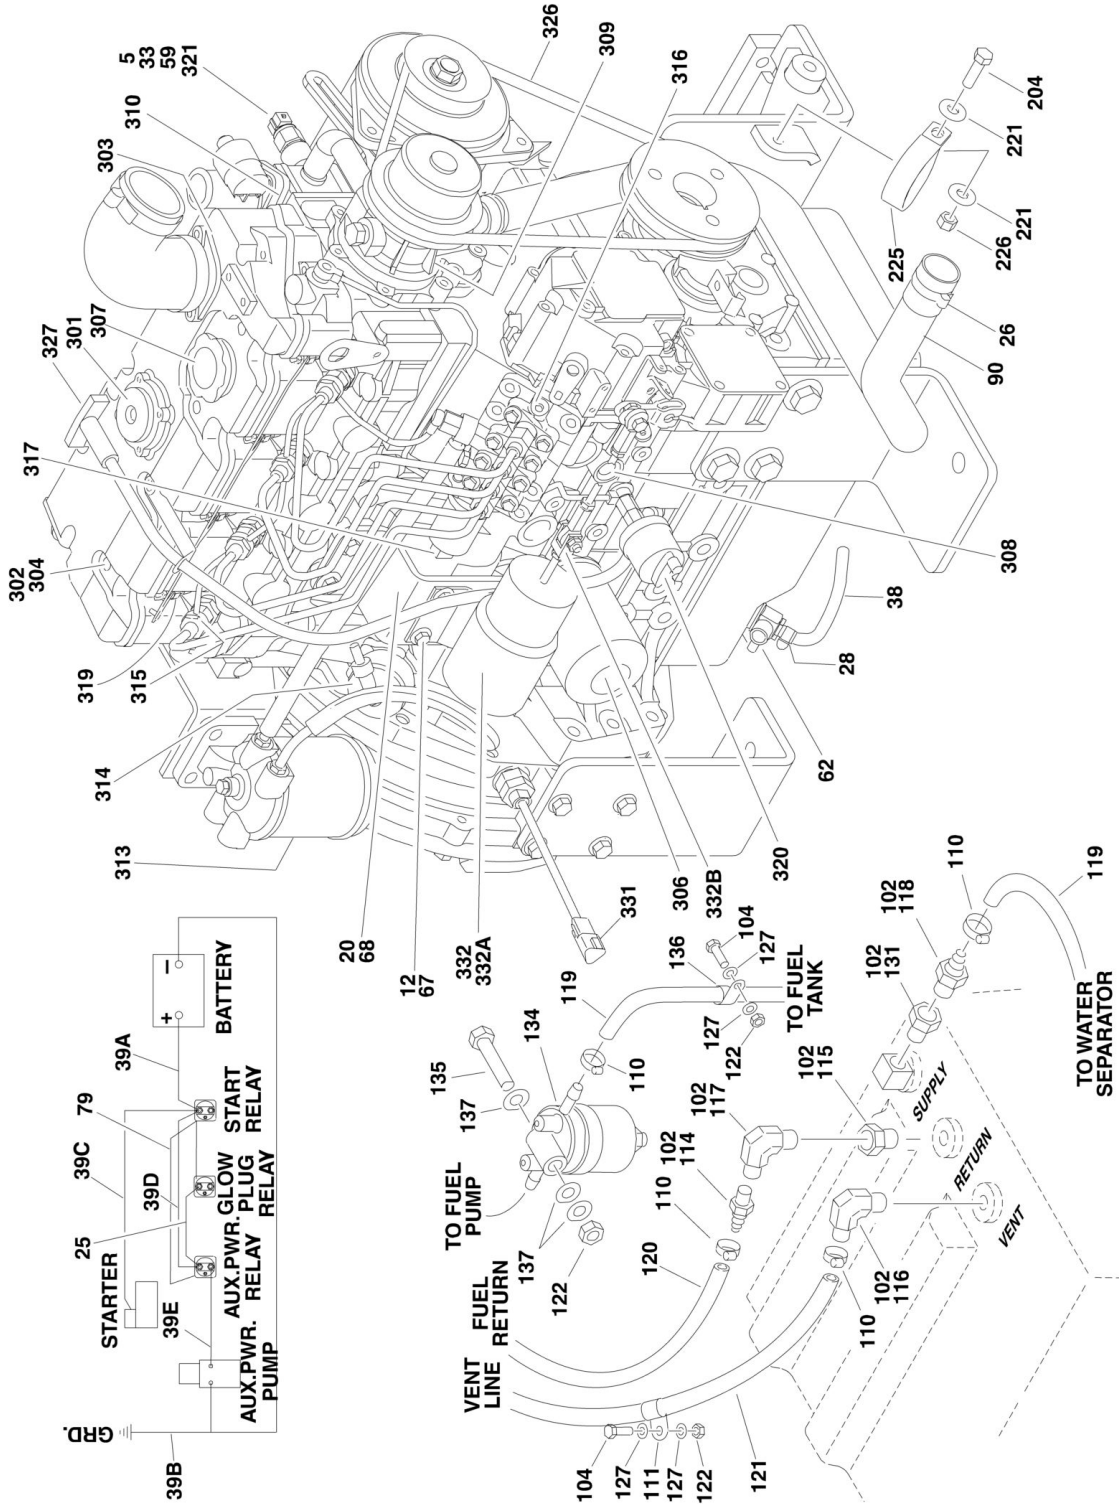 5
33
59
321
310
303
327
301
307
317
302
304
319
315
314
313
326
309
316
204
221
221
226
225
26
90
308
38
28
62
320
332B
306
331
332
332A
12
67
20
68
GRD.
39B
AUX.PWR.
PUMP
39E
STARTER
AUX.PWR.
RELAY
25
39D
39C
79
GLOW
PLUG
RELAY
START
RELAY
39A
+
−
BATTERY
TO FUEL
PUMP
135
137
134
110
119
136
104
127
127
122
TO FUEL
TANK
137
122
FUEL
RETURN
VENT
LINE
120
110
102
114
102
117
102
115
102
131
102
118
110
119
TO WATER
SEPARATOR
SUPPLY
RETURN
VENT
102
116
110
121
104
127
111
127
122